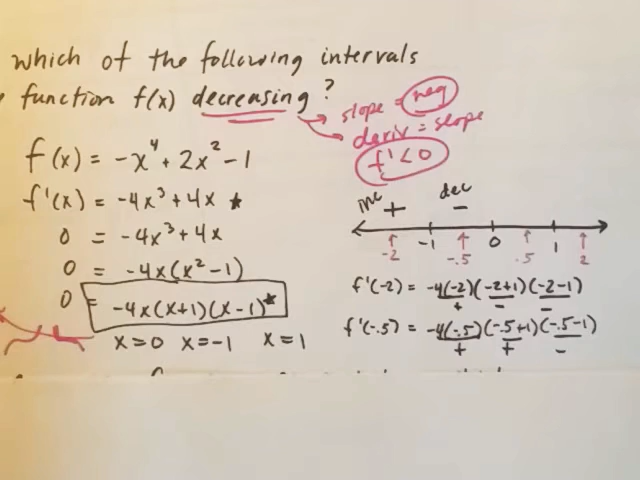 which of the following intervals
function f(x) decreasing?
slope = neg
deriv = slope
f' < 0
f(x) = -x⁴ + 2x² - 1
f'(x) = -4x³ + 4x ★
0 = -4x³ + 4x
0 = -4x(x² - 1)
0 = -4x(x+1)(x-1) ★
x=0 x=-1 x=1
inc dec
+ -
-1 0 1
-2 -.5 .5 2
f'(-2) = -4(-2)(-2+1)(-2-1)
+ - -
f'(-.5) = -4(-.5)(-.5+1)(-.5-1)
+ + -